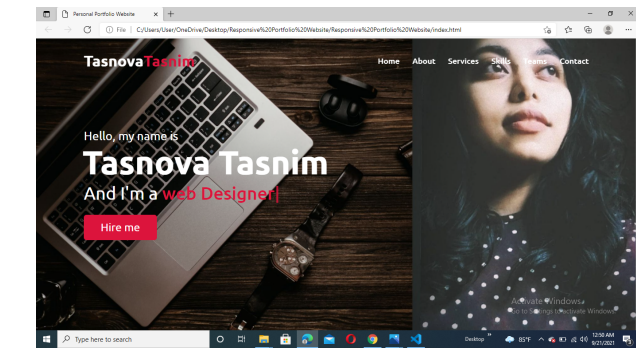 Personal Portfolio Website
File | C:/Users/User/OneDrive/Desktop/Responsive%20Portfolio%20Website/Responsive%20Portfolio%20Website/index.html
TasnovaTasnim
Home About Services Skills Teams Contact
Hello, my name is
Tasnova Tasnim
And I'm a web Designer|
Hire me
Activate Windows
Go to Settings to activate Windows.
Type here to search
Desktop
85°F
12:50 AM
9/21/2021